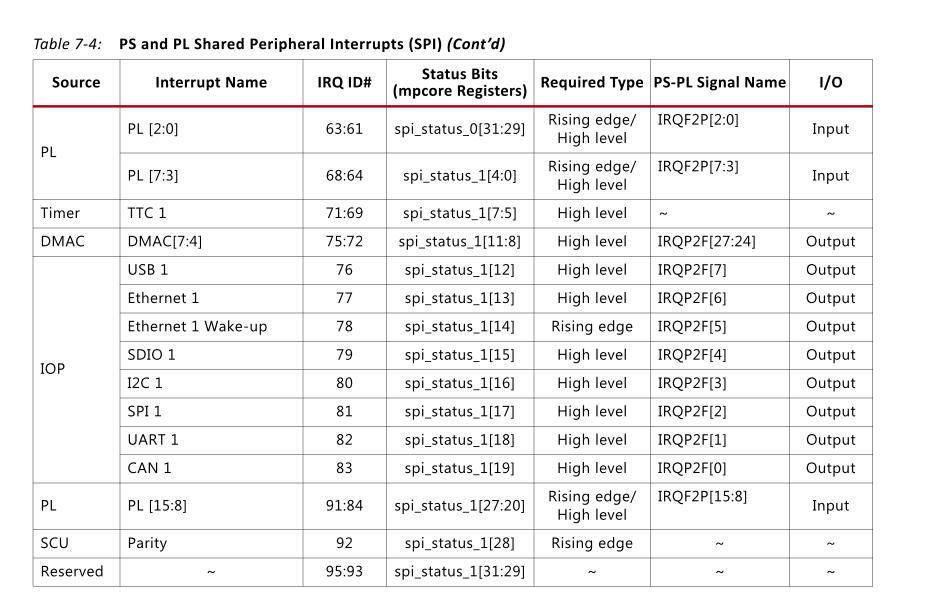 Table 7-4: PS and PL Shared Peripheral Interrupts (SPI) (Cont'd)
Source Interrupt Name IRQ ID# Status Bits (mpcore Registers) Required Type PS-PL Signal Name I/O
PL PL [2:0] 63:61 spi_status_0[31:29] Rising edge/ High level IRQF2P[2:0] Input
PL [7:3] 68:64 spi_status_1[4:0] Rising edge/ High level IRQF2P[7:3] Input
Timer TTC 1 71:69 spi_status_1[7:5] High level ~ ~
DMAC DMAC[7:4] 75:72 spi_status_1[11:8] High level IRQP2F[27:24] Output
IOP USB 1 76 spi_status_1[12] High level IRQP2F[7] Output
Ethernet 1 77 spi_status_1[13] High level IRQP2F[6] Output
Ethernet 1 Wake-up 78 spi_status_1[14] Rising edge IRQP2F[5] Output
SDIO 1 79 spi_status_1[15] High level IRQP2F[4] Output
I2C 1 80 spi_status_1[16] High level IRQP2F[3] Output
SPI 1 81 spi_status_1[17] High level IRQP2F[2] Output
UART 1 82 spi_status_1[18] High level IRQP2F[1] Output
CAN 1 83 spi_status_1[19] High level IRQP2F[0] Output
PL PL [15:8] 91:84 spi_status_1[27:20] Rising edge/ High level IRQF2P[15:8] Input
SCU Parity 92 spi_status_1[28] Rising edge ~ ~
Reserved ~ 95:93 spi_status_1[31:29] ~ ~ ~